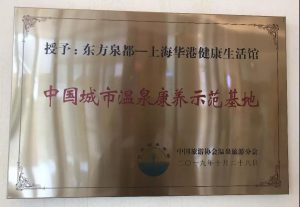 授予：东方泉都—上海华港健康生活馆
中国城市温泉康养示范基地
中国旅游协会温泉旅游分会
二〇一九年十月二十八日